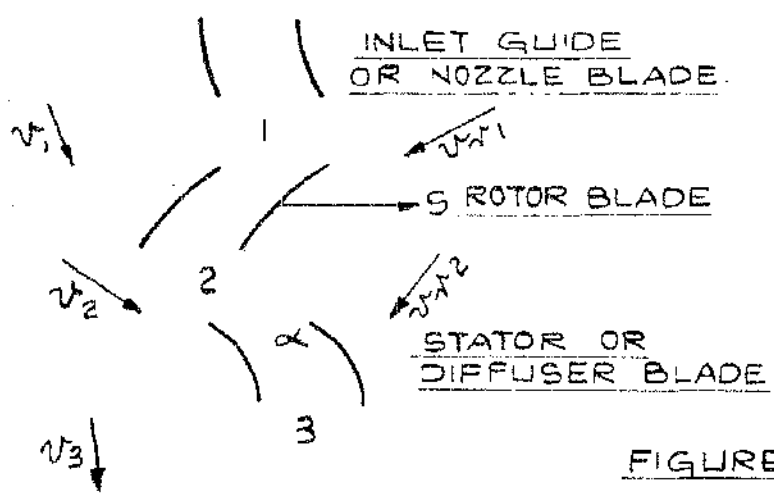 INLET GUIDE
OR NOZZLE BLADE.
1
v1
vr1
S ROTOR BLADE
2
v2
vr2
α
STATOR OR
DIFFUSER BLADE
3
v3
FIGURE